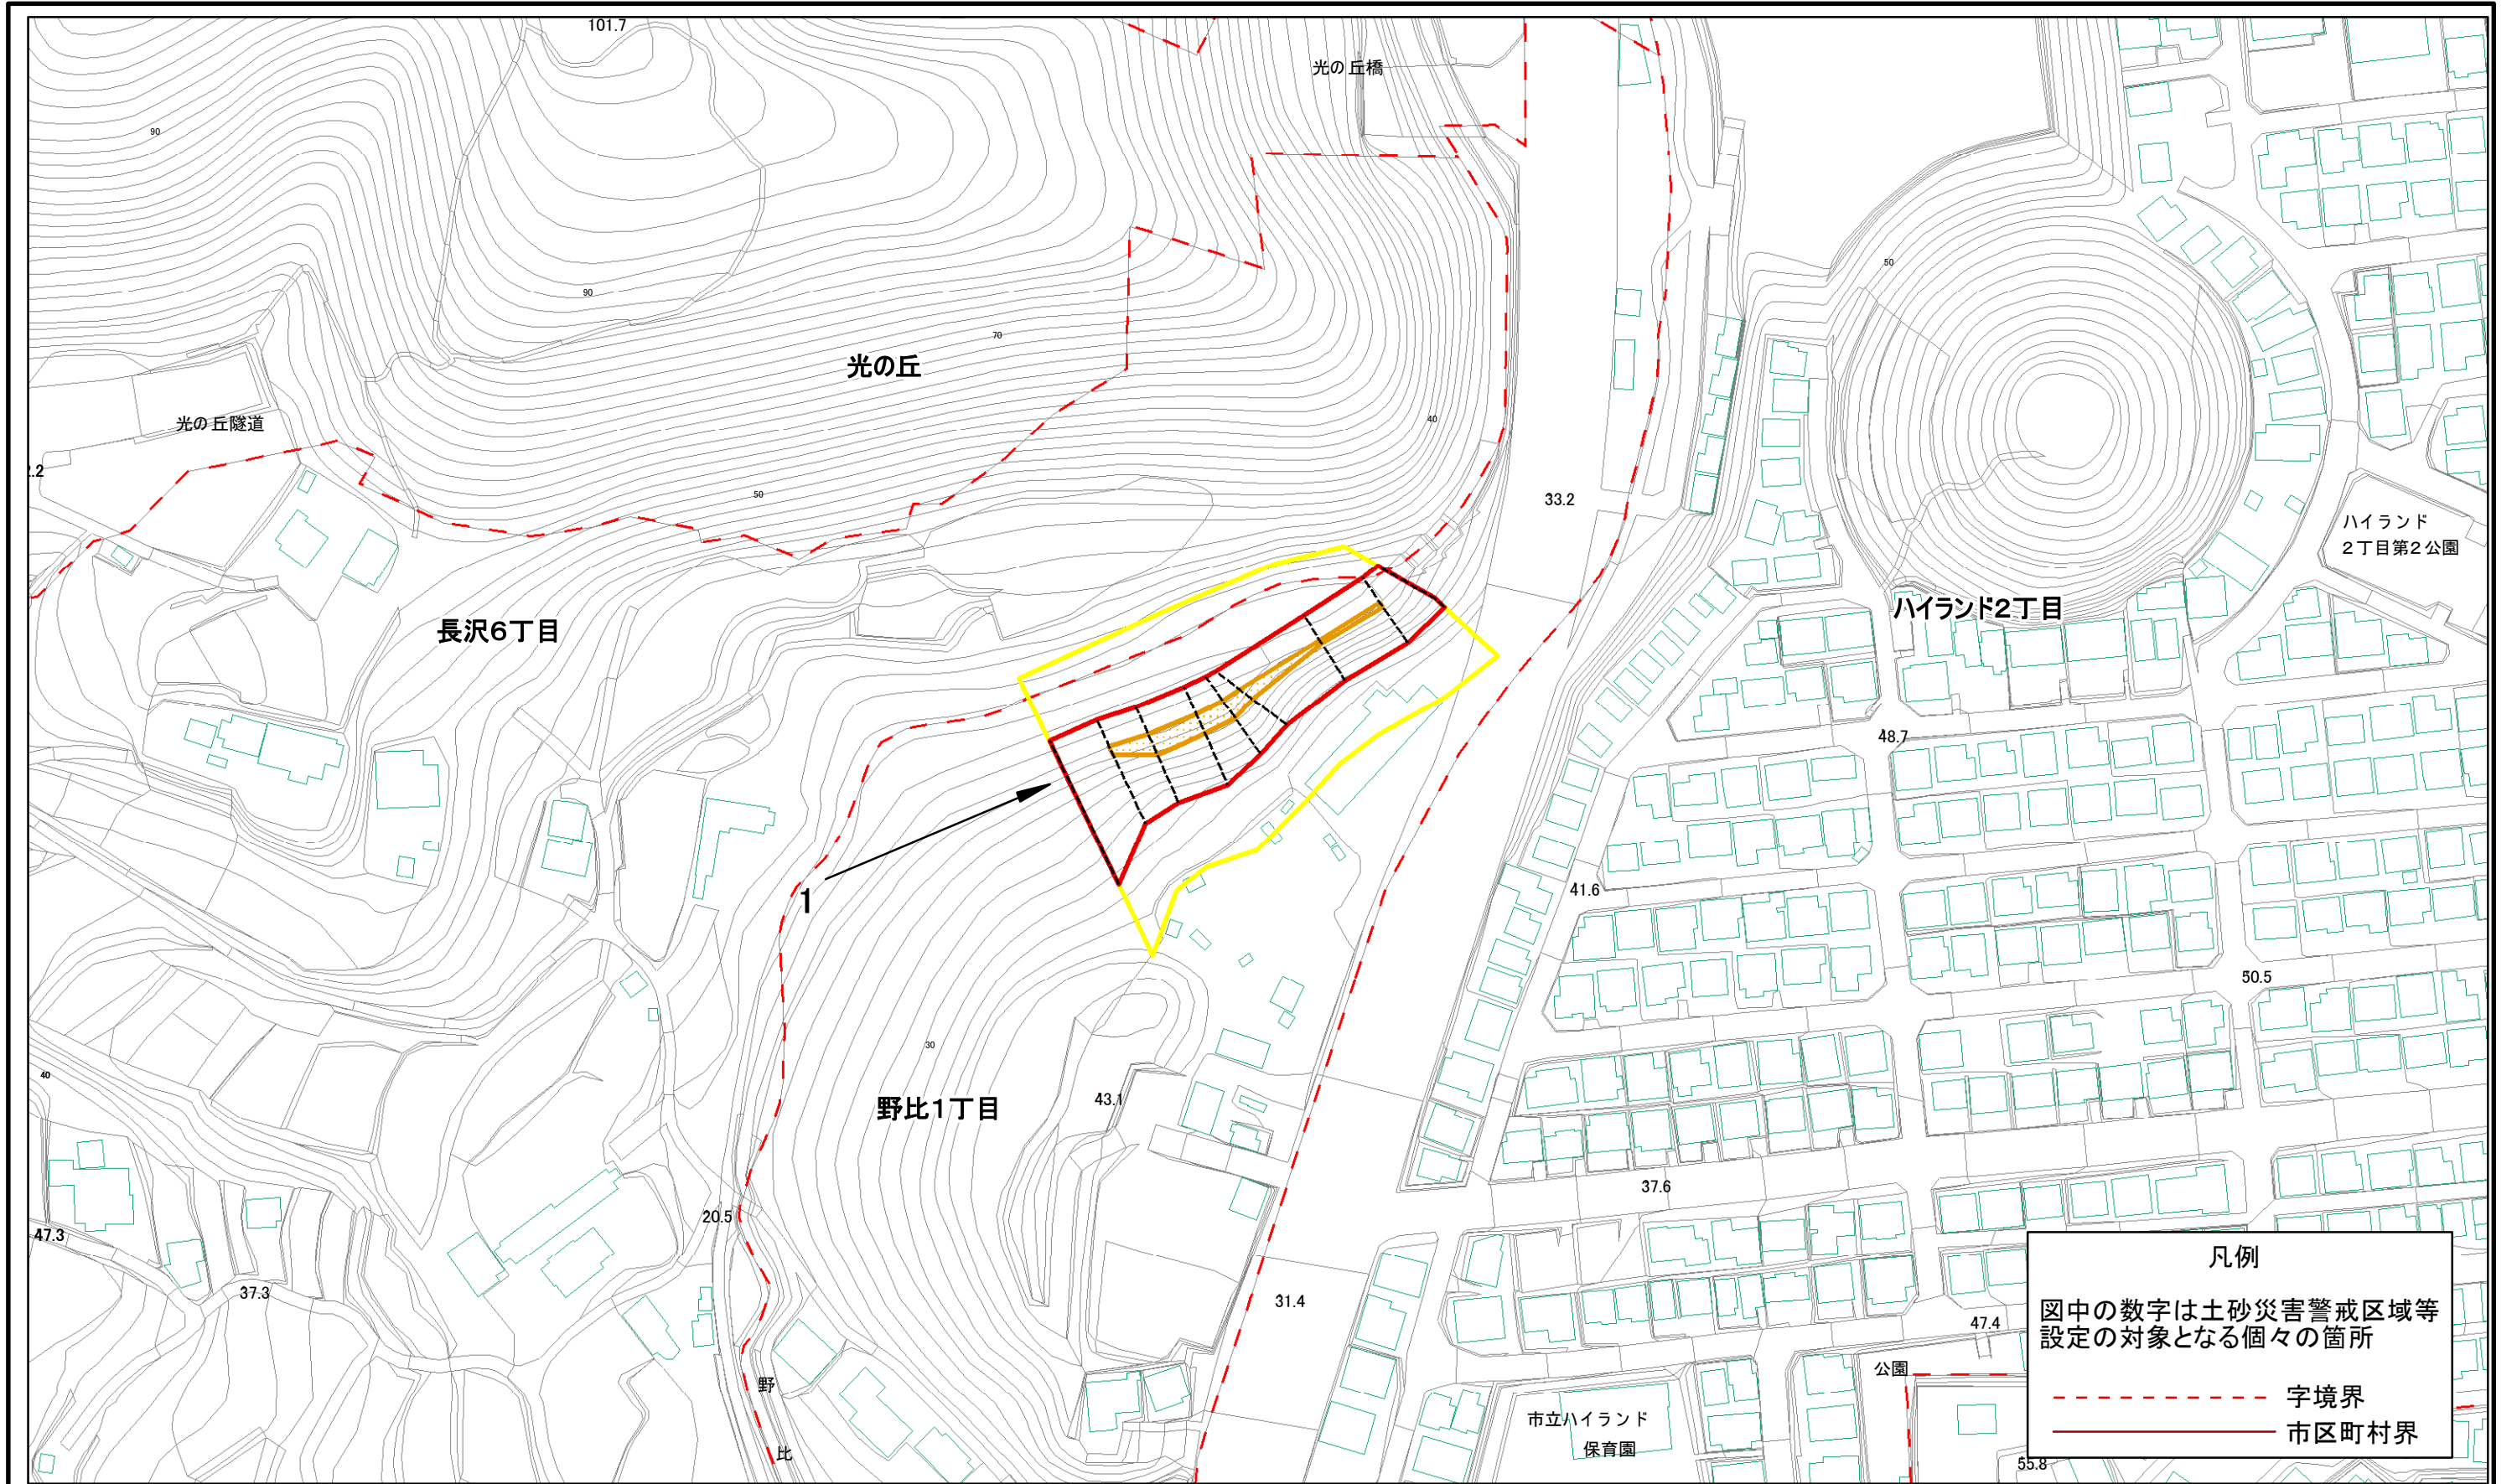 101.7
光の丘橋
90
50
90
70
光の丘
40
光の丘隧道
2.2
50
33.2
ハイランド
2丁目第2公園
ハイランド2丁目
長沢6丁目
48.7
1
41.6
50.5
30
40
43.1
野比1丁目
37.6
20.5
47.3
37.3
31.4
47.4
公園
野
比
市立ハイランド
保育園
55.8
凡例
図中の数字は土砂災害警戒区域等
設定の対象となる個々の箇所
字境界
市区町村界